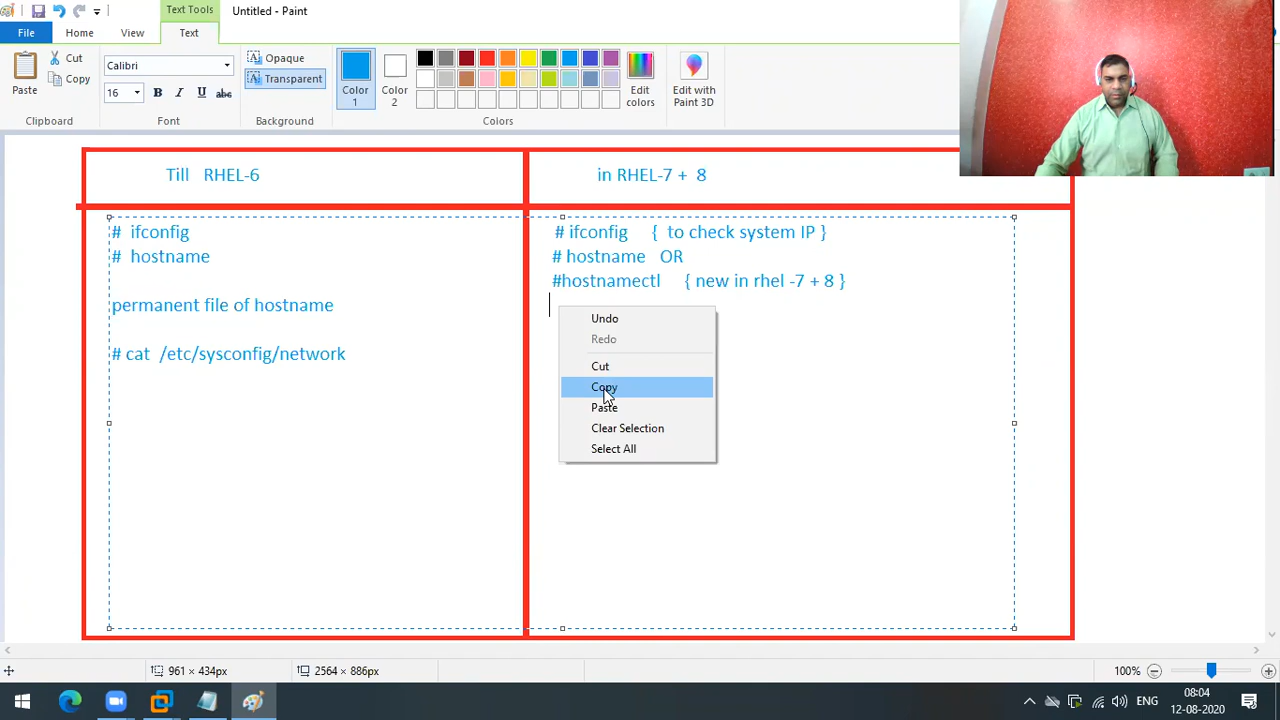 Text Tools
Untitled - Paint
File
Home
View
Text
Paste
Cut
Copy
Clipboard
Calibri
16
B I U abc
Font
Opaque
Transparent
Background
Color 1
Color 2
Edit colors
Colors
Edit with Paint 3D
Till RHEL-6
in RHEL-7 + 8
# ifconfig
# hostname
permanent file of hostname
# cat /etc/sysconfig/network
# ifconfig { to check system IP }
# hostname OR
#hostnamectl { new in rhel -7 + 8 }
Undo
Redo
Cut
Copy
Paste
Clear Selection
Select All
961 × 434px
2564 × 886px
100%
ENG
08:04
12-08-2020